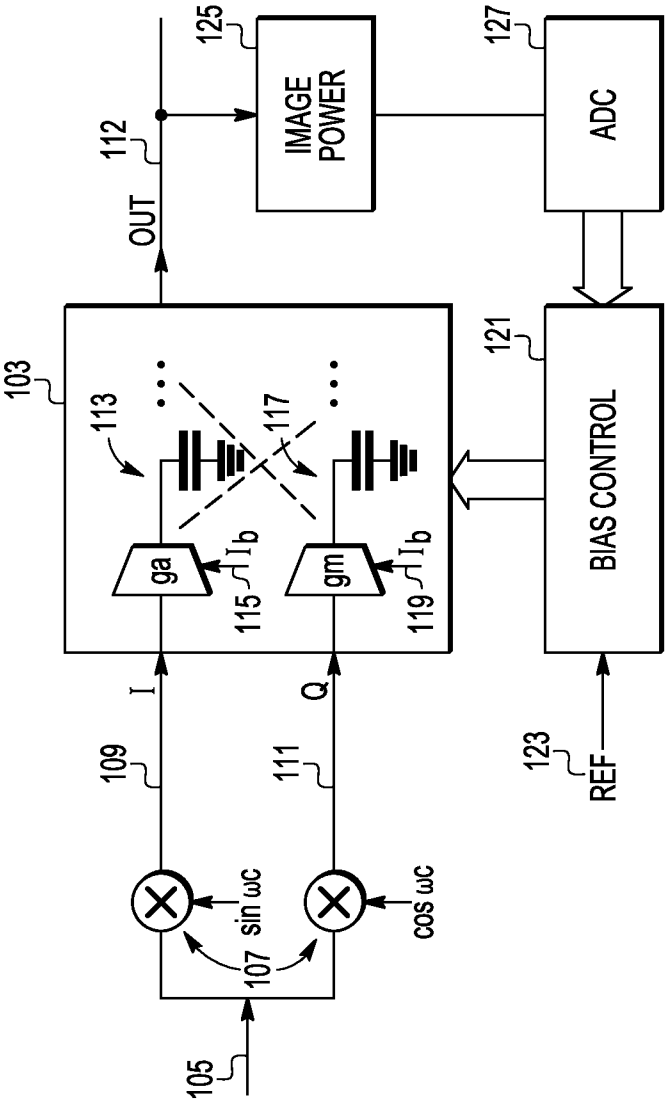 103
113
117
115
119
ga
gm
Ib
Ib
I
Q
109
111
sin ωc
cos ωc
107
105
OUT
112
125
IMAGE
POWER
127
ADC
121
BIAS CONTROL
123
REF